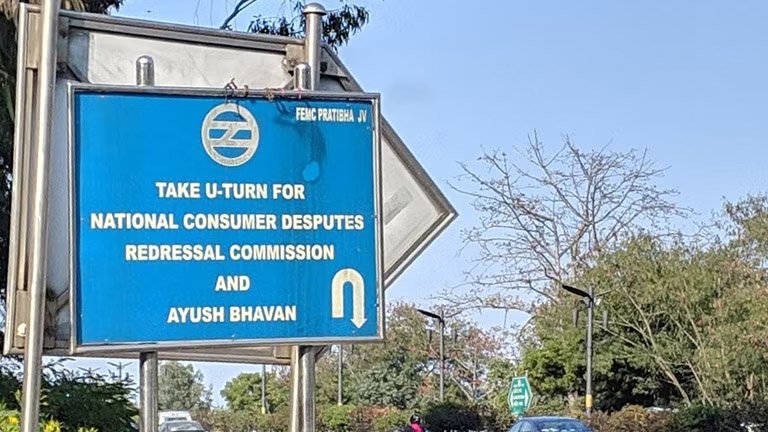 FEMC PRATIBHA JV
TAKE U-TURN FOR
NATIONAL CONSUMER DESPUTES
REDRESSAL COMMISSION
AND
AYUSH BHAVAN